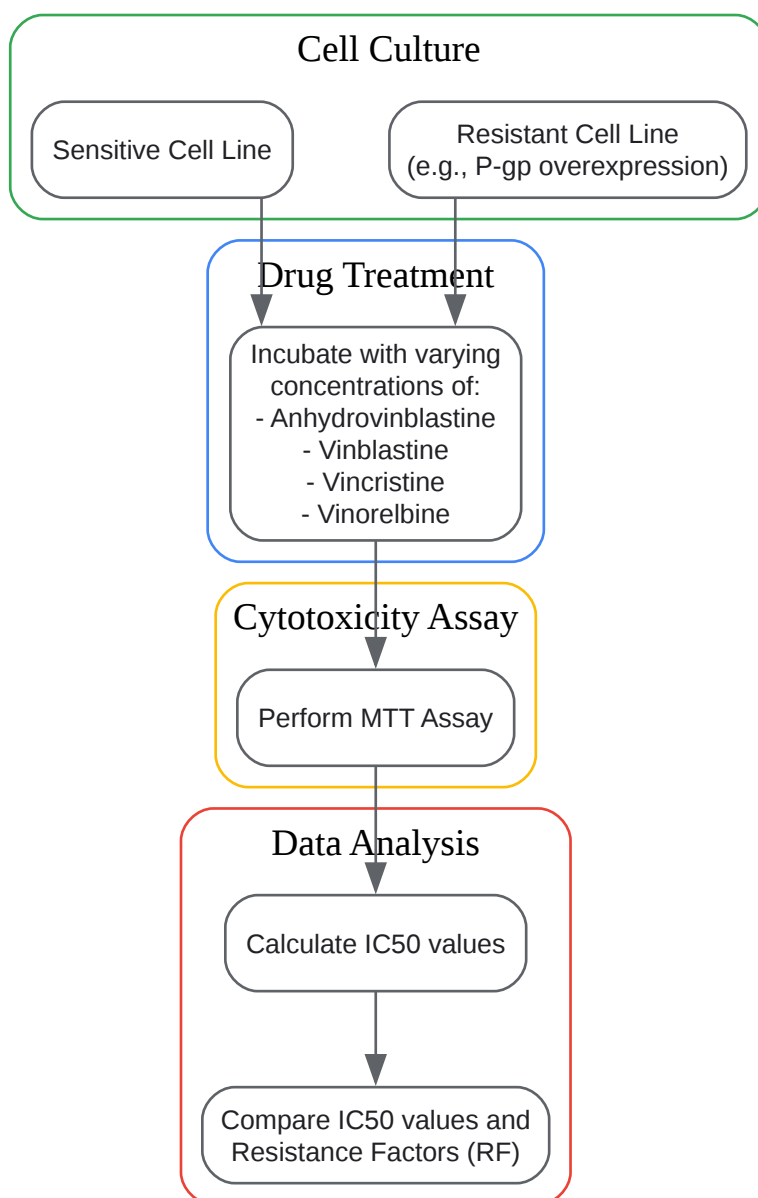 Cell Culture
Sensitive Cell Line
Resistant Cell Line
(e.g., P-gp overexpression)
Drug Treatment
Incubate with varying
concentrations of:
- Anhydrovinblastine
- Vinblastine
- Vincristine
- Vinorelbine
Cytotoxicity Assay
Perform MTT Assay
Data Analysis
Calculate IC50 values
Compare IC50 values and
Resistance Factors (RF)